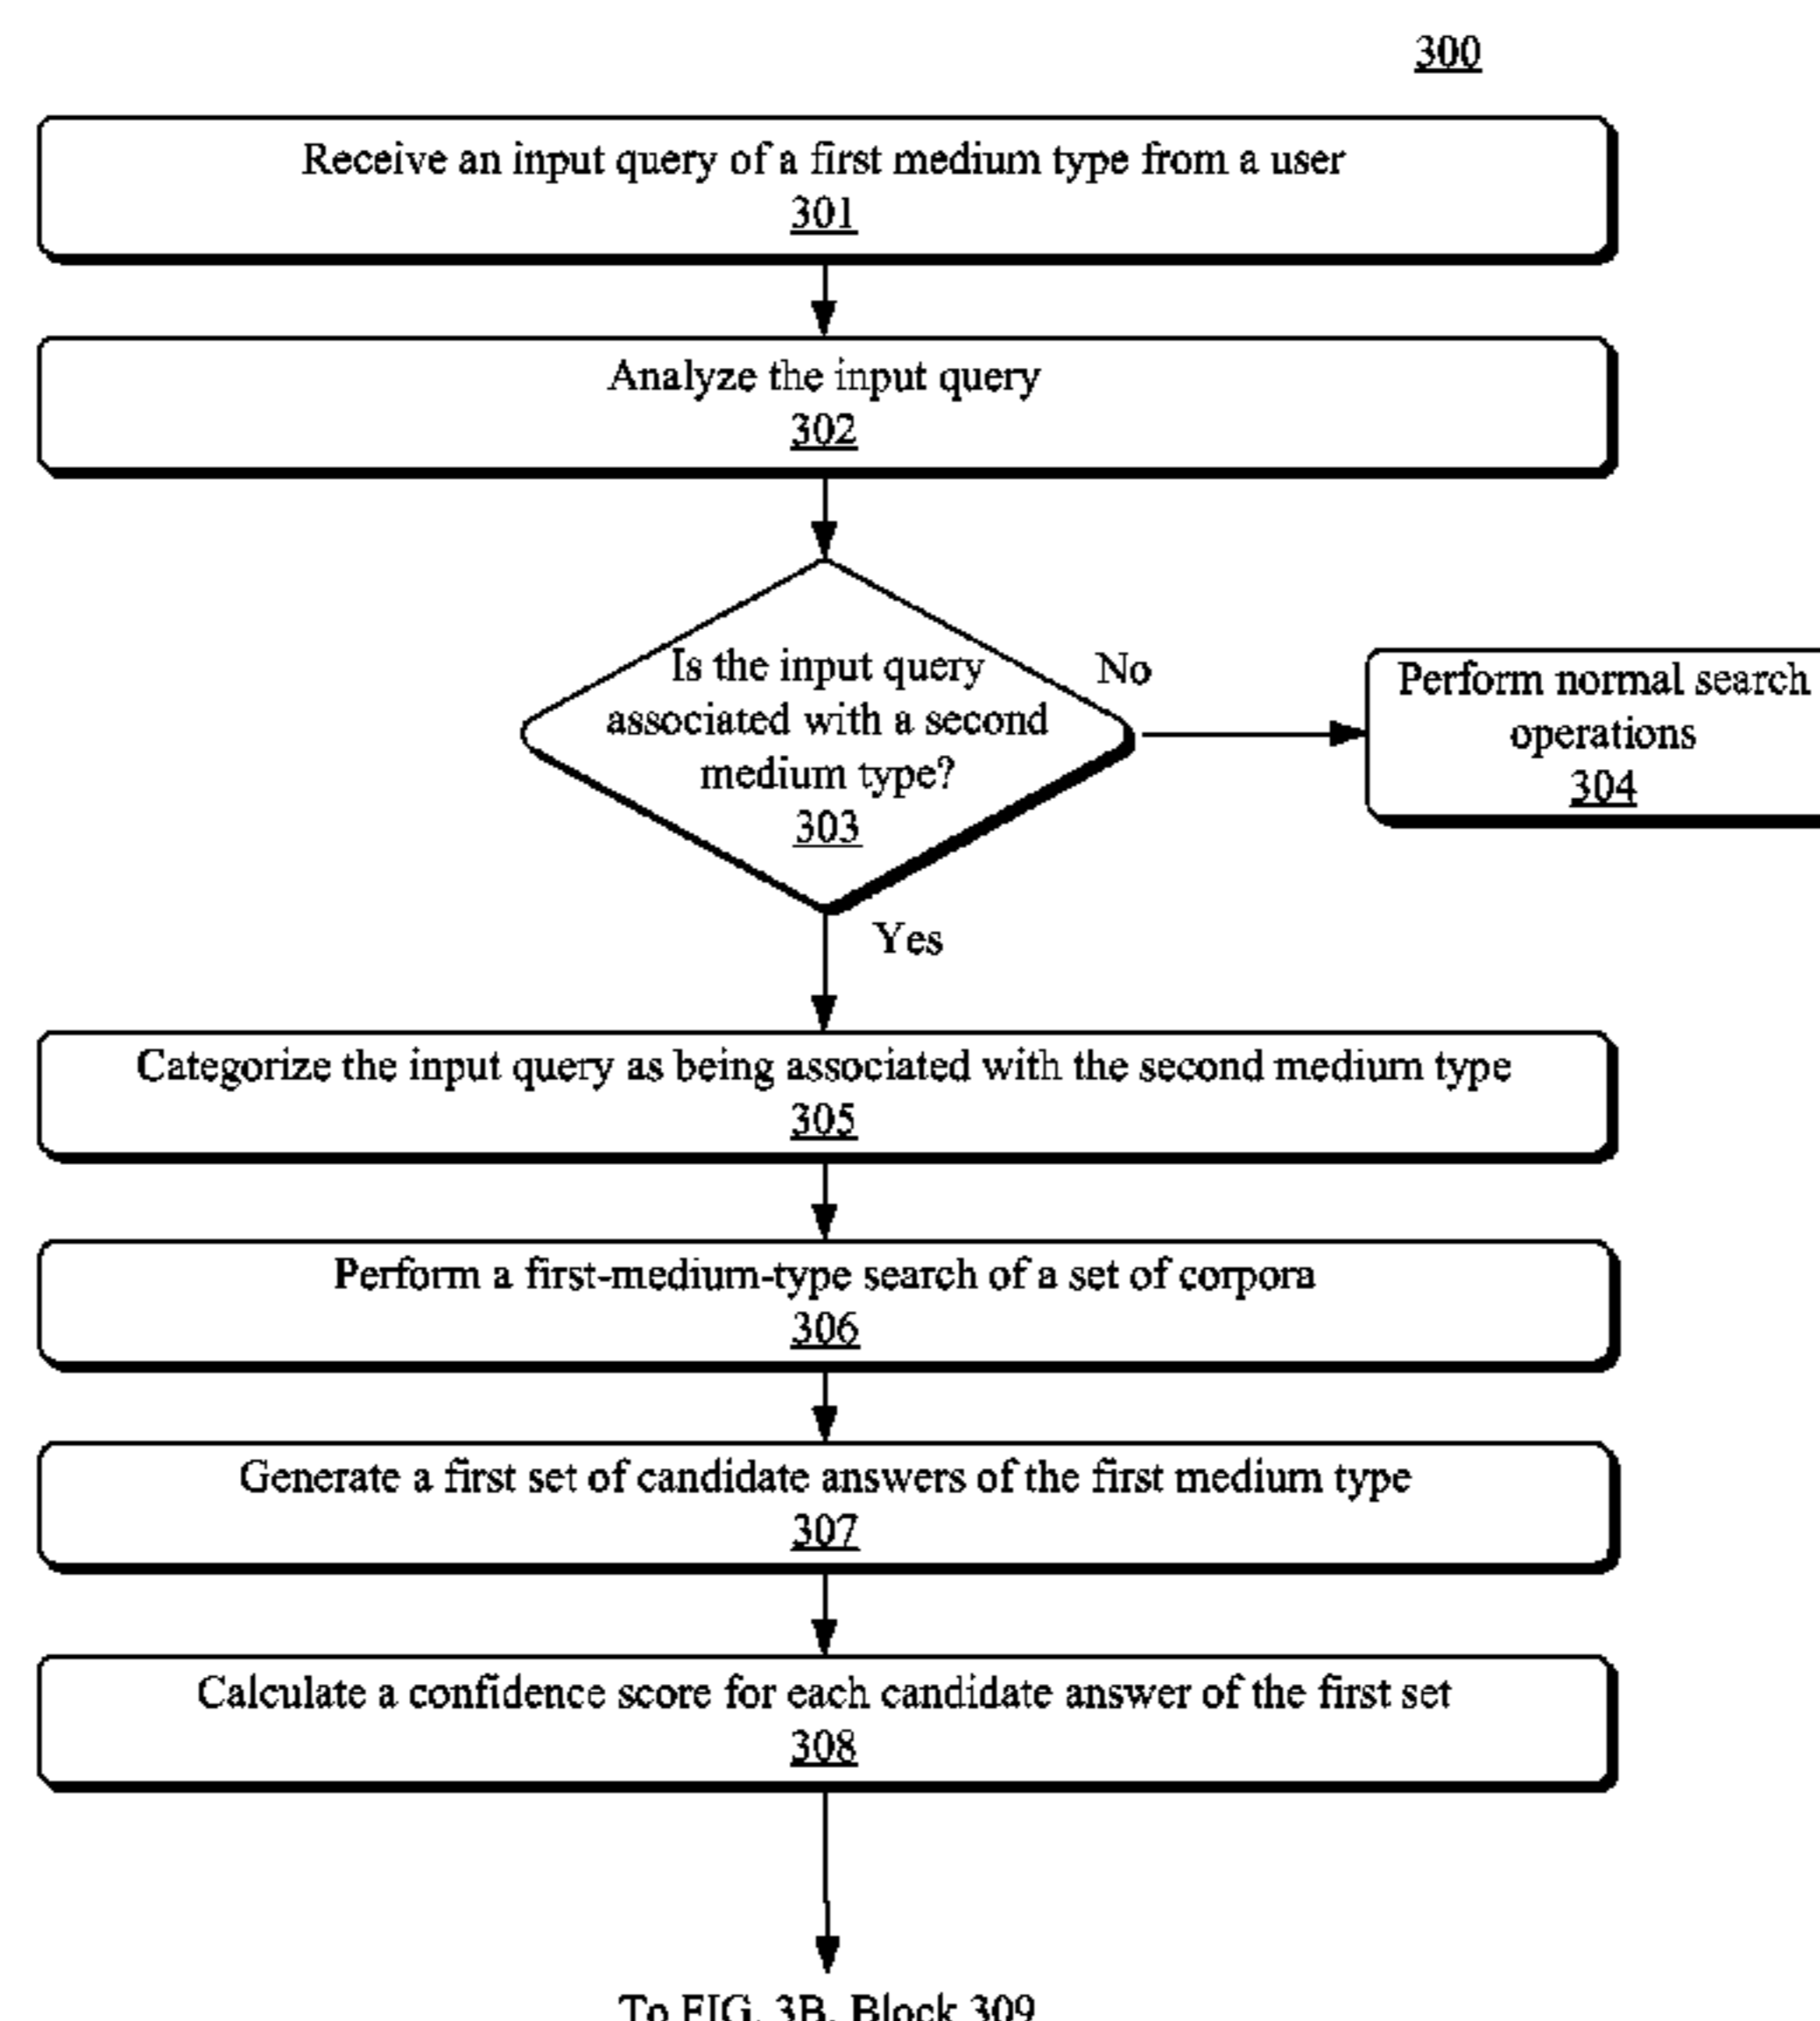 300
Receive an input query of a first medium type from a user
301
Analyze the input query
302
Is the input query
associated with a second
medium type?
303
No
Perform normal search
operations
304
Yes
Categorize the input query as being associated with the second medium type
305
Perform a first-medium-type search of a set of corpora
306
Generate a first set of candidate answers of the first medium type
307
Calculate a confidence score for each candidate answer of the first set
308
To FIG. 3B, Block 309